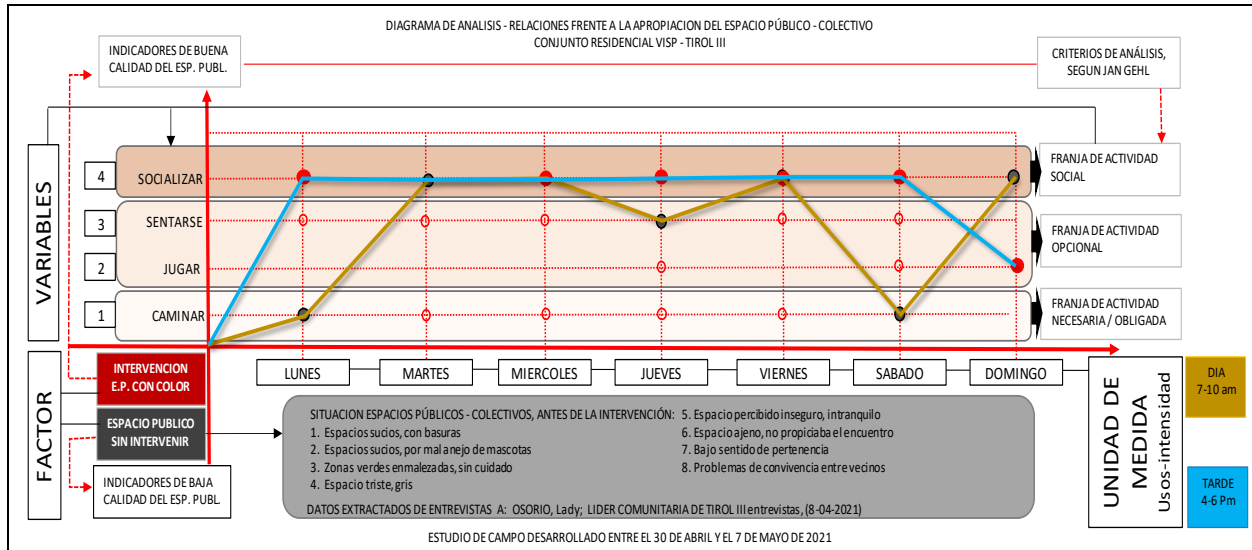 DIAGRAMA DE ANALISIS - RELACIONES FRENTE A LA APROPIACION DEL ESPACIO PÚBLICO - COLECTIVO
CONJUNTO RESIDENCIAL VISP - TIROL III
INDICADORES DE BUENA
CALIDAD DEL ESP. PUBL.
CRITERIOS DE ANÁLISIS,
SEGUN JAN GEHL
VARIABLES
4
SOCIALIZAR
FRANJA DE ACTIVIDAD
SOCIAL
3
SENTARSE
2
JUGAR
FRANJA DE ACTIVIDAD
OPCIONAL
1
CAMINAR
FRANJA DE ACTIVIDAD
NECESARIA / OBLIGADA
FACTOR
INTERVENCION
E.P. CON COLOR
ESPACIO PUBLICO
SIN INTERVENIR
INDICADORES DE BAJA
CALIDAD DEL ESP. PUBL.
LUNES
MARTES
MIERCOLES
JUEVES
VIERNES
SABADO
DOMINGO
UNIDAD DE
MEDIDA
Usos-intensidad
DIA
7-10 am
TARDE
4-6 Pm
SITUACION ESPACIOS PÚBLICOS - COLECTIVOS, ANTES DE LA INTERVENCIÓN:
1. Espacios sucios, con basuras
2. Espacios sucios, por mal anejo de mascotas
3. Zonas verdes enmalezadas, sin cuidado
4. Espacio triste, gris
5. Espacio percibido inseguro, intranquilo
6. Espacio ajeno, no propiciaba el encuentro
7. Bajo sentido de pertenencia
8. Problemas de convivencia entre vecinos
DATOS EXTRACTADOS DE ENTREVISTAS A: OSORIO, Lady; LIDER COMUNITARIA DE TIROL III entrevistas, (8-04-2021)
ESTUDIO DE CAMPO DESARROLLADO ENTRE EL 30 DE ABRIL Y EL 7 DE MAYO DE 2021